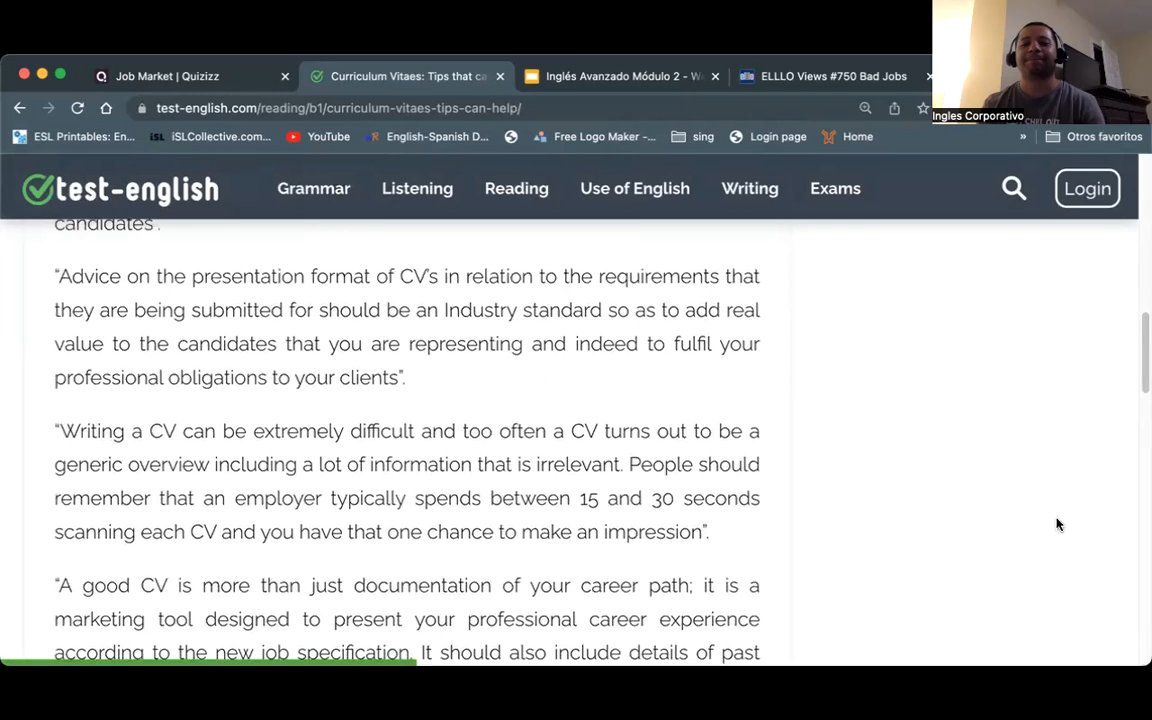 Job Market | Quizizz
Curriculum Vitaes: Tips that ca
Inglés Avanzado Módulo 2 - W
ELLLO Views #750 Bad Jobs
test-english.com/reading/b1/curriculum-vitaes-tips-can-help/
Ingles Corporativo
ESL Printables: En...
iSL
iSLCollective.com...
YouTube
English-Spanish D...
Free Logo Maker -...
sing
Login page
Home
»
Otros favoritos
test-english
Grammar
Listening
Reading
Use of English
Writing
Exams
Login
candidates”.
“Advice on the presentation format of CV’s in relation to the requirements that
they are being submitted for should be an Industry standard so as to add real
value to the candidates that you are representing and indeed to fulfil your
professional obligations to your clients”.
“Writing a CV can be extremely difficult and too often a CV turns out to be a
generic overview including a lot of information that is irrelevant. People should
remember that an employer typically spends between 15 and 30 seconds
scanning each CV and you have that one chance to make an impression”.
“A good CV is more than just documentation of your career path; it is a
marketing tool designed to present your professional career experience
according to the new job specification. It should also include details of past